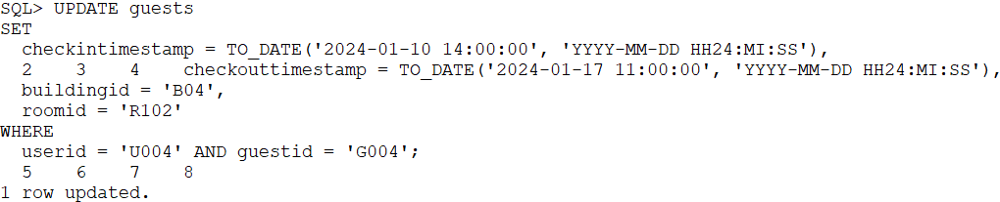 SQL> UPDATE guests
SET
  checkintimestamp = TO_DATE('2024-01-10 14:00:00', 'YYYY-MM-DD HH24:MI:SS'),
  2    3    4    checkouttimestamp = TO_DATE('2024-01-17 11:00:00', 'YYYY-MM-DD HH24:MI:SS'),
  buildingid = 'B04',
  roomid = 'R102'
WHERE
  userid = 'U004' AND guestid = 'G004';
  5    6    7    8
1 row updated.